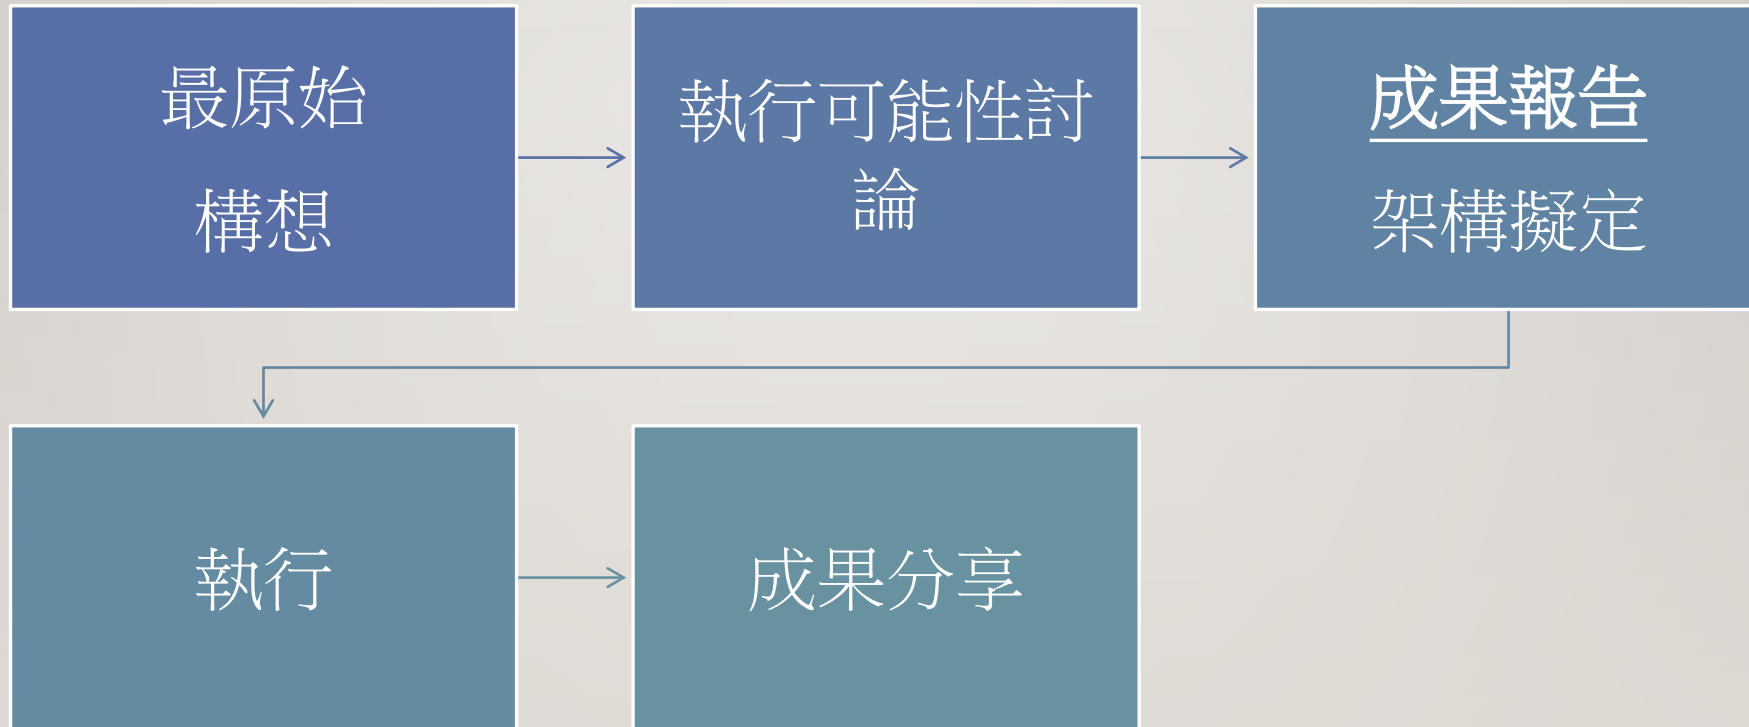 最原始
構想
執行可能性討
論
成果報告
架構擬定
執行
成果分享